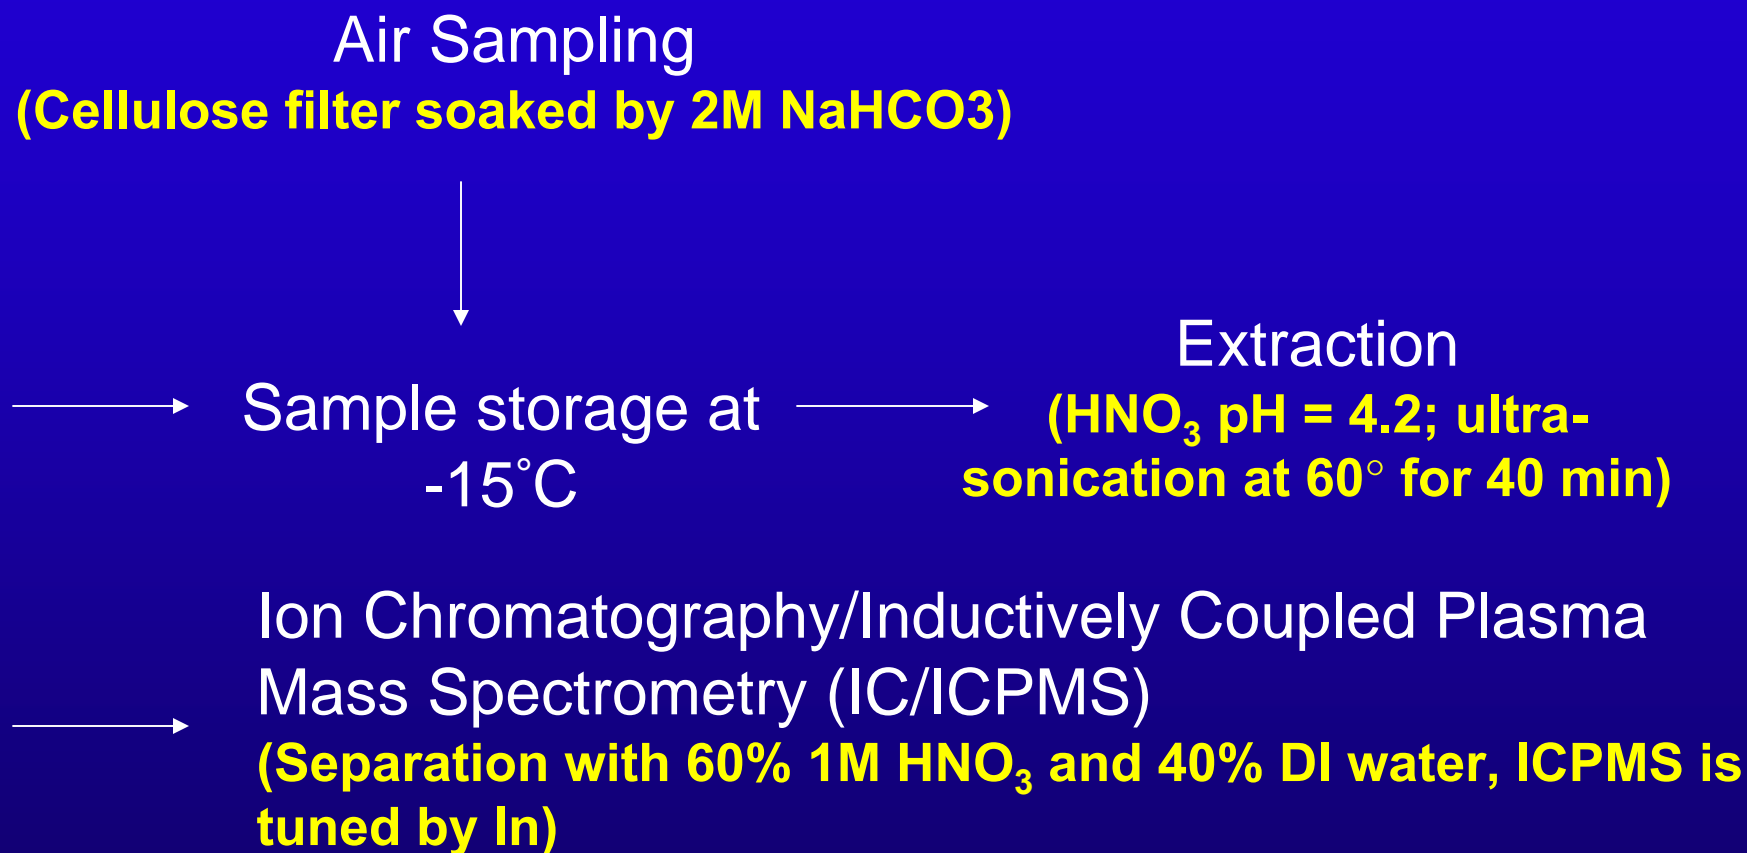 Air Sampling
(Cellulose filter soaked by 2M NaHCO3)
Sample storage at
-15°C
Extraction
(HNO₃ pH = 4.2; ultra-
sonication at 60° for 40 min)
Ion Chromatography/Inductively Coupled Plasma
Mass Spectrometry (IC/ICPMS)
(Separation with 60% 1M HNO₃ and 40% DI water, ICPMS is
tuned by In)